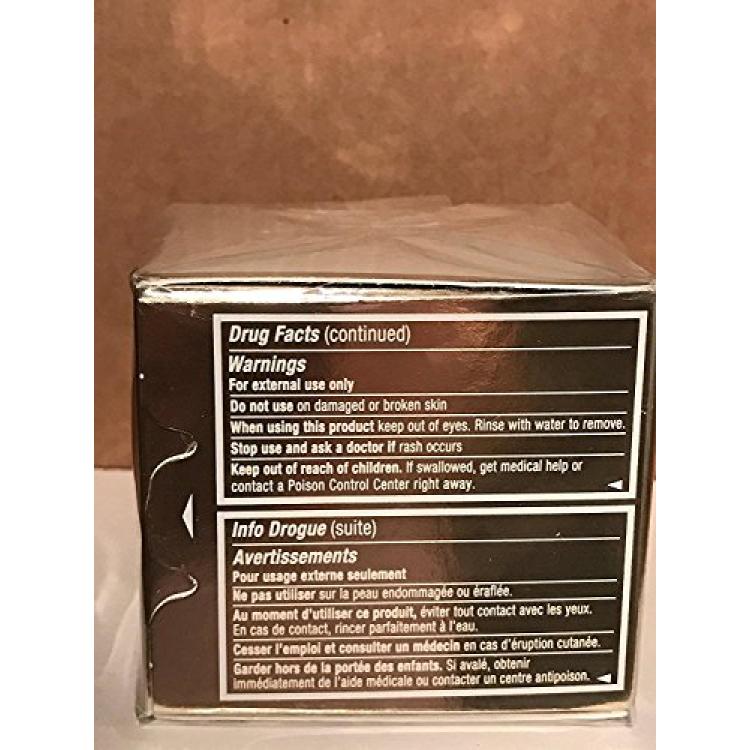 Drug Facts (continued)
Warnings
For external use only
Do not use on damaged or broken skin
When using this product keep out of eyes. Rinse with water to remove.
Stop use and ask a doctor if rash occurs
Keep out of reach of children. If swallowed, get medical help or
contact a Poison Control Center right away.
Info Drogue (suite)
Avertissements
Pour usage externe seulement
Ne pas utiliser sur la peau endommagée ou éraflée.
Au moment d'utiliser ce produit, éviter tout contact avec les yeux.
En cas de contact, rincer parfaitement à l'eau.
Cesser l'emploi et consulter un médecin en cas d'éruption cutanée.
Garder hors de la portée des enfants. Si avalé, obtenir
immédiatement de l'aide médicale ou contacter un centre antipoison.